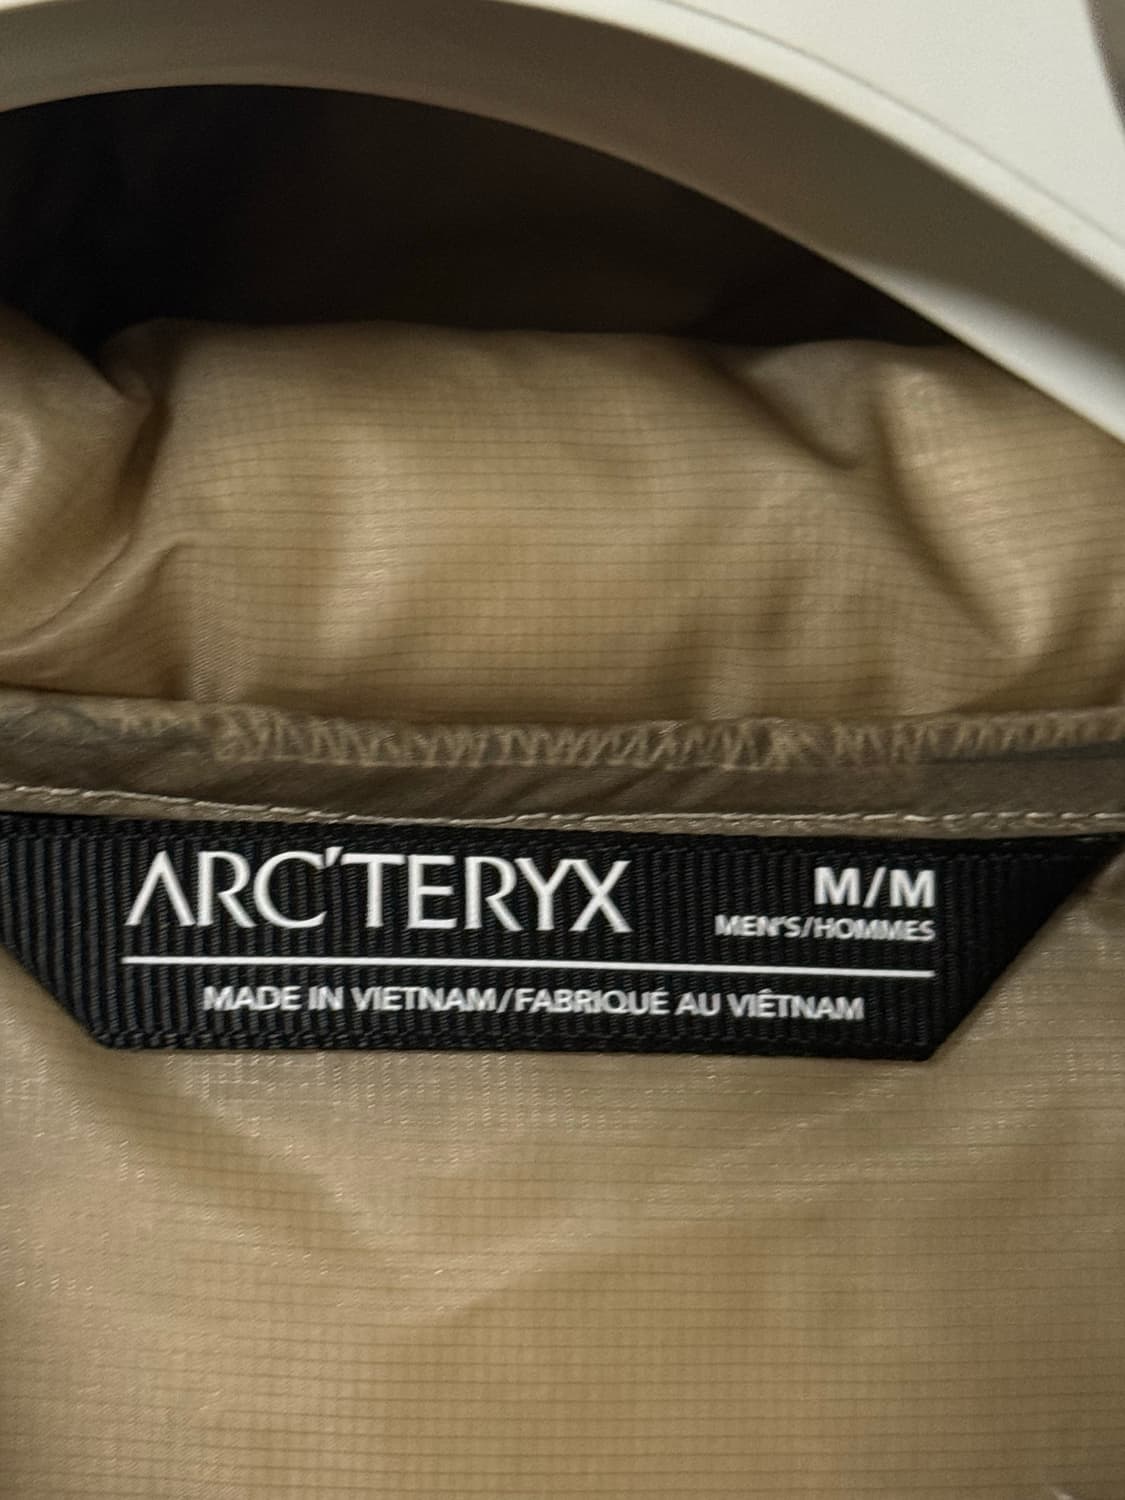 ARC'TERYX
M/M
MEN'S/HOMMES
MADE IN VIETNAM/FABRIQUÉ AU VIÊTNAM